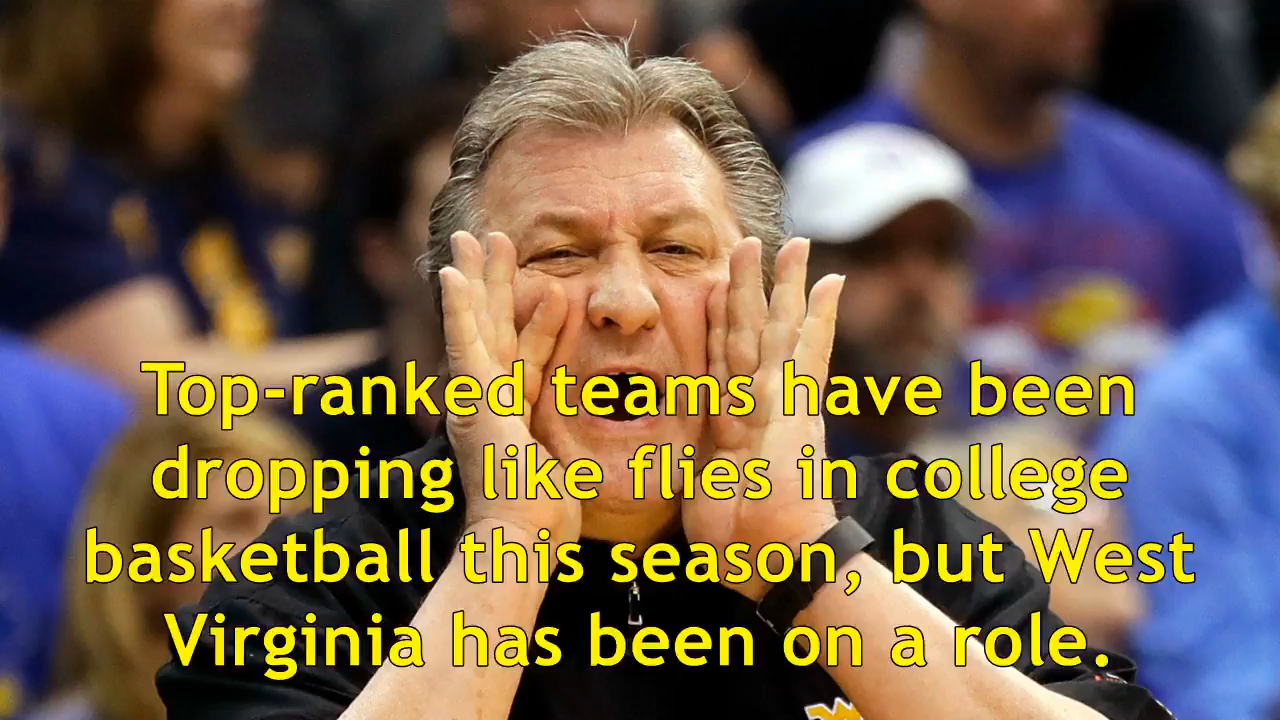 Top-ranked teams have been
dropping like flies in college
basketball this season, but West
Virginia has been on a role.